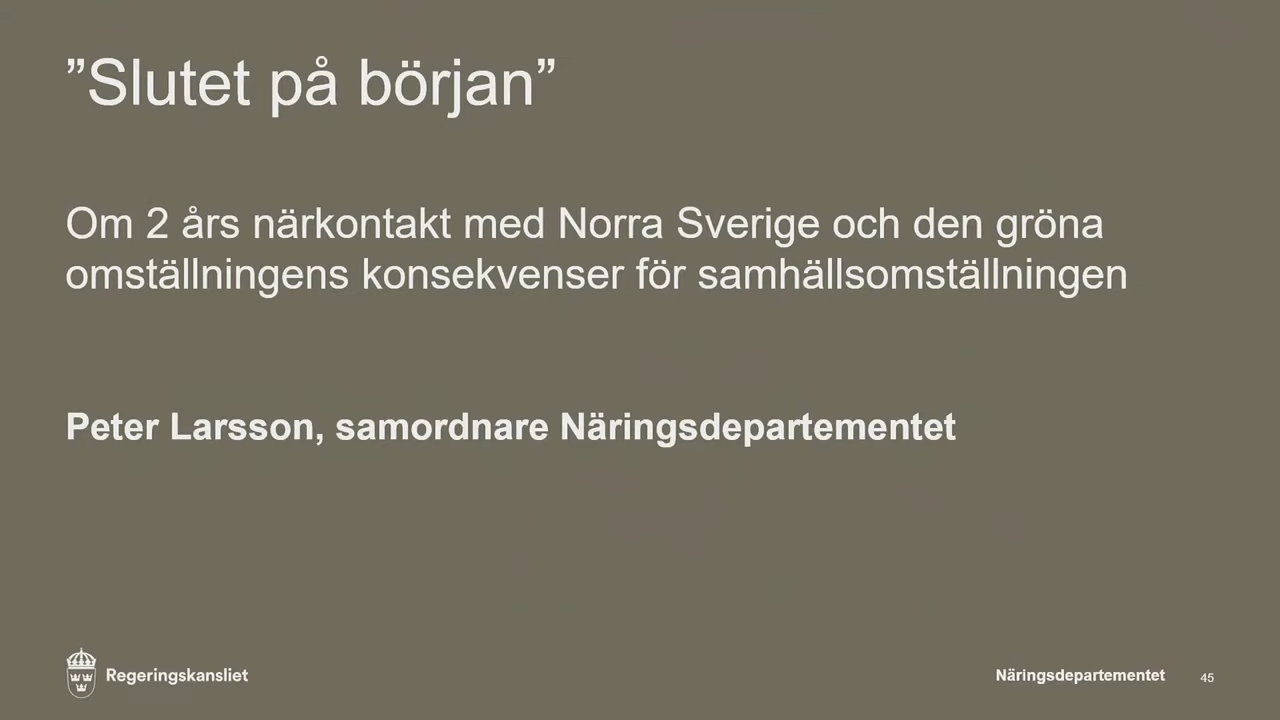 ”Slutet på början”
Om 2 års närkontakt med Norra Sverige och den gröna
omställningens konsekvenser för samhällsomställningen
Peter Larsson, samordnare Näringsdepartementet
Regeringskansliet
Näringsdepartementet 45